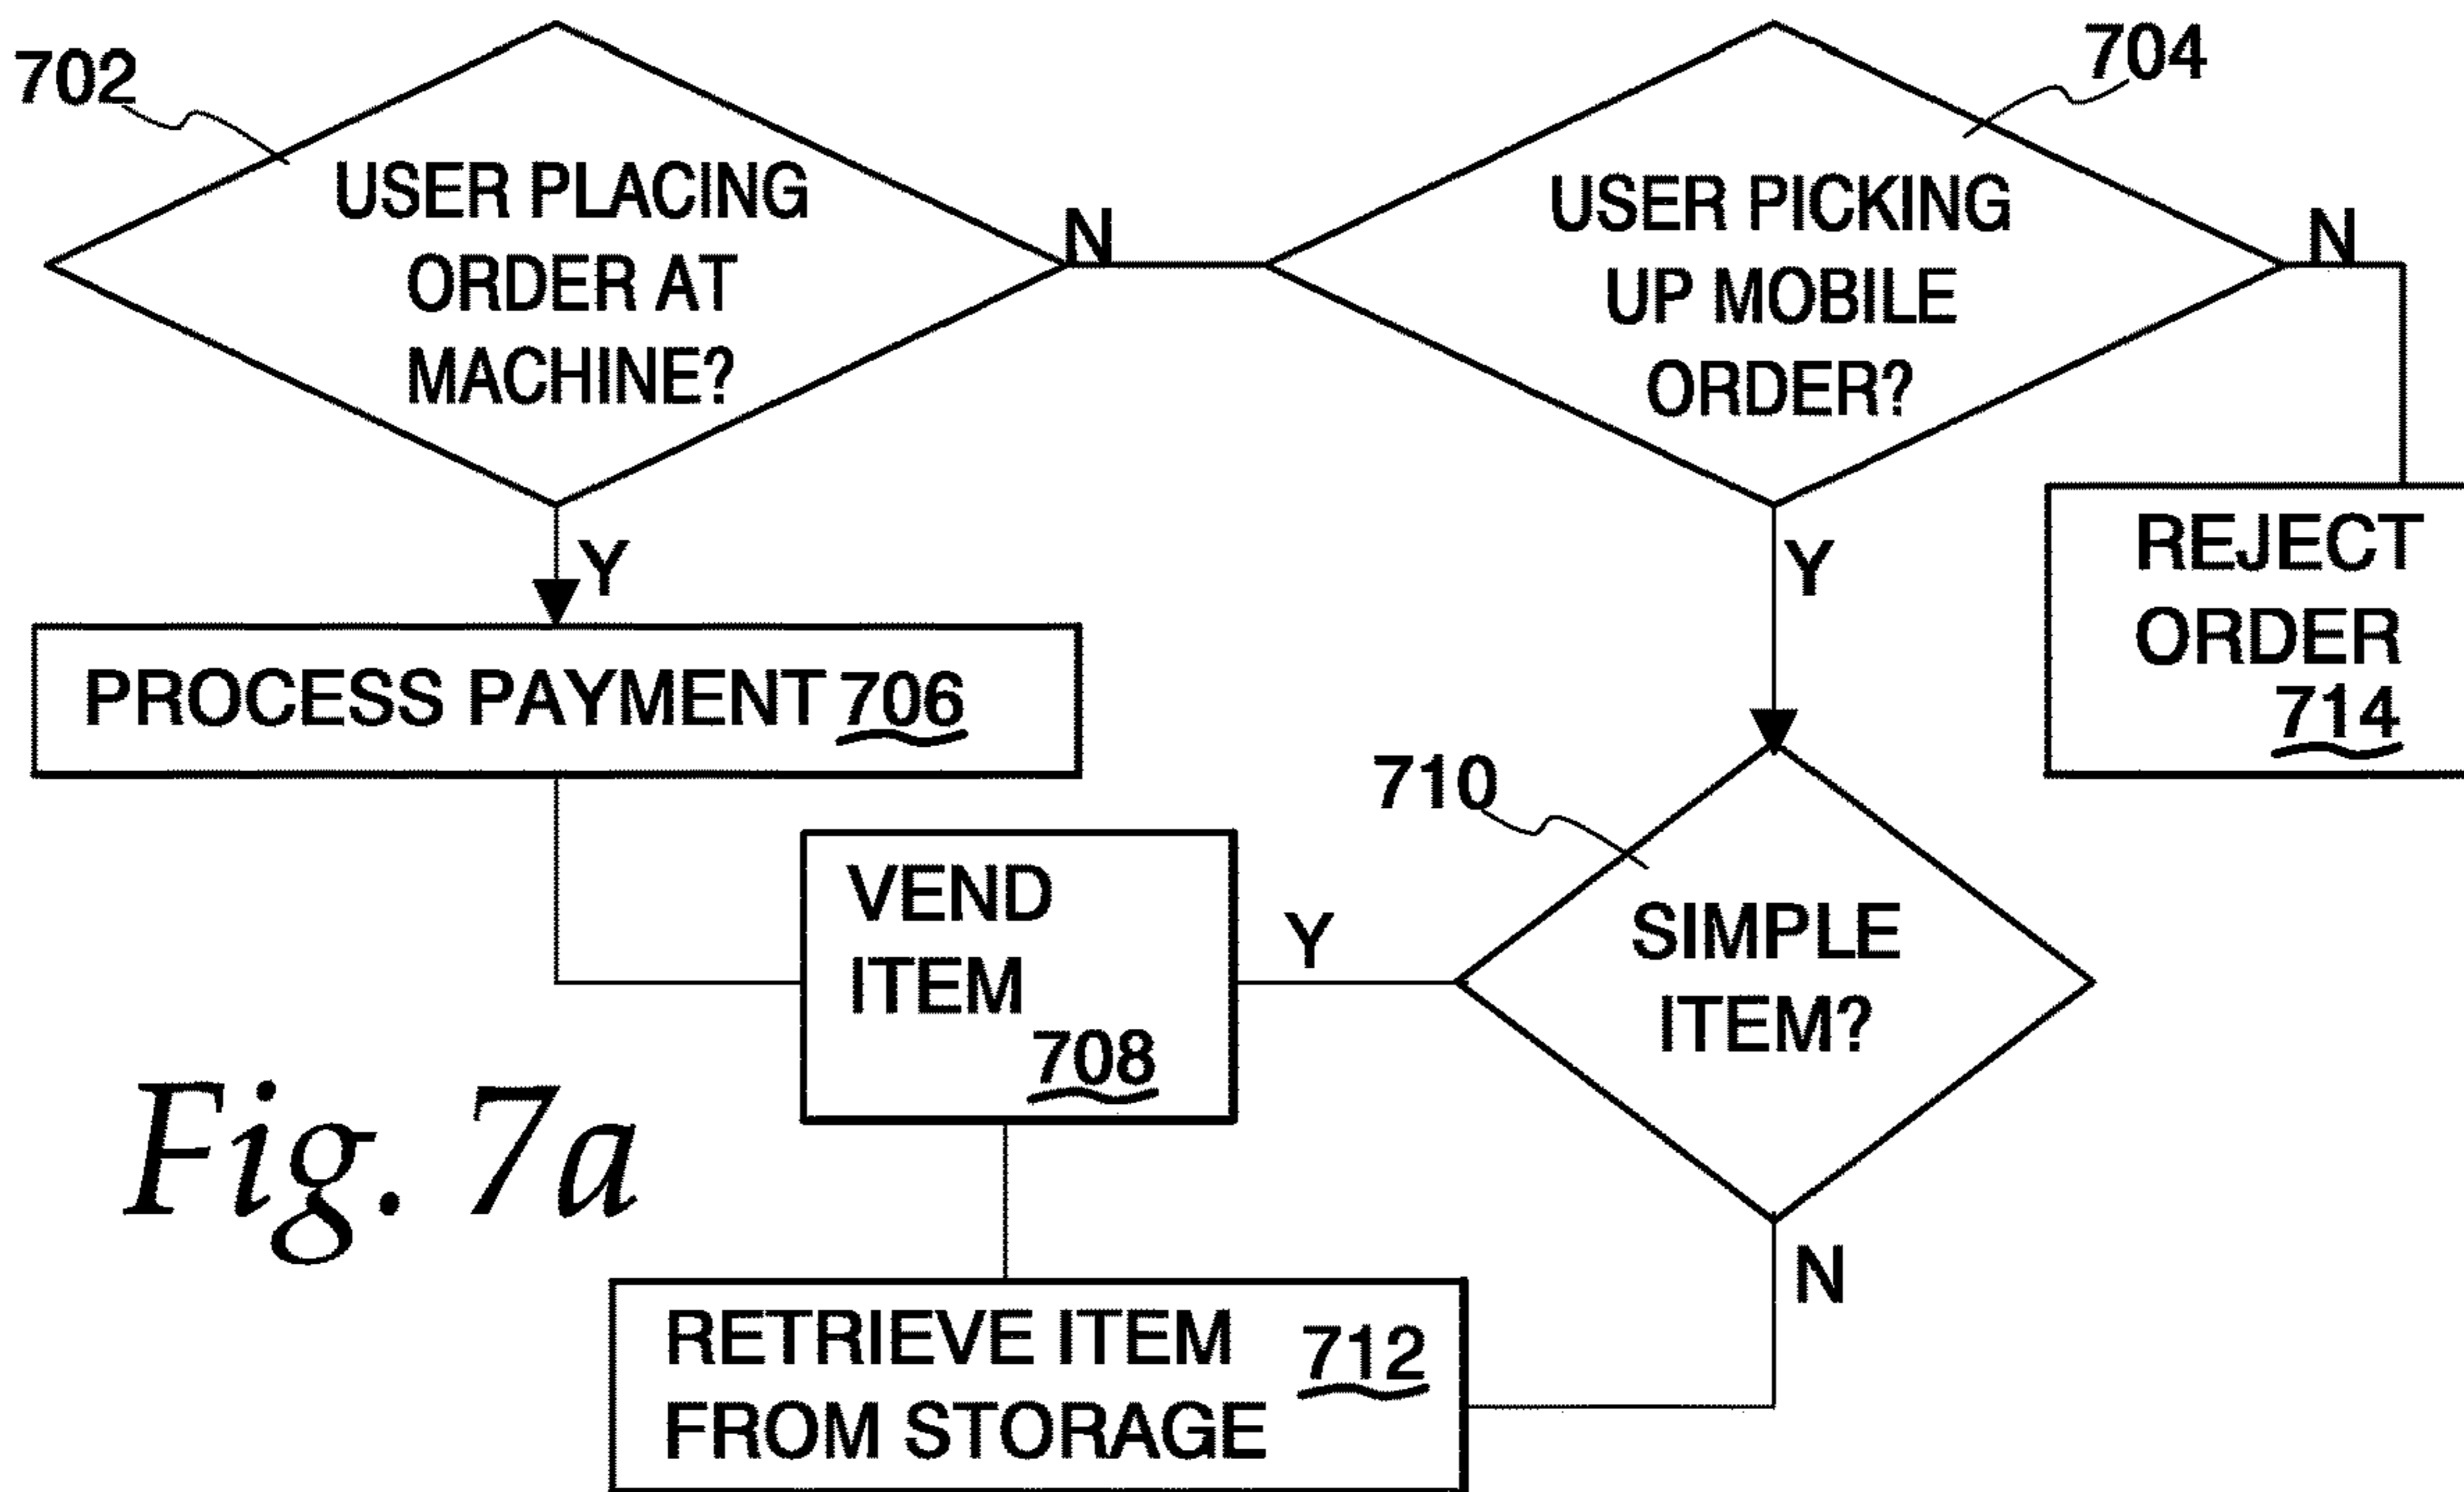 702
USER PLACING
ORDER AT
MACHINE?
N
704
USER PICKING
UP MOBILE
ORDER?
N
Y
Y
REJECT
ORDER
714
PROCESS PAYMENT 706
710
VEND
ITEM
708
Y
SIMPLE
ITEM?
N
Fig. 7a
RETRIEVE ITEM
FROM STORAGE
712